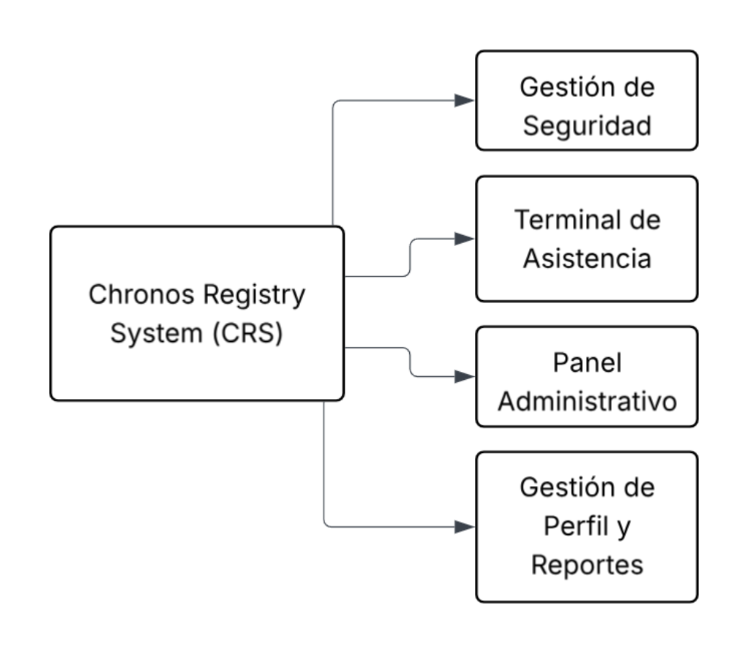 Gestión de
Seguridad
Terminal de
Asistencia
Chronos Registry
System (CRS)
Panel
Administrativo
Gestión de
Perfil y
Reportes